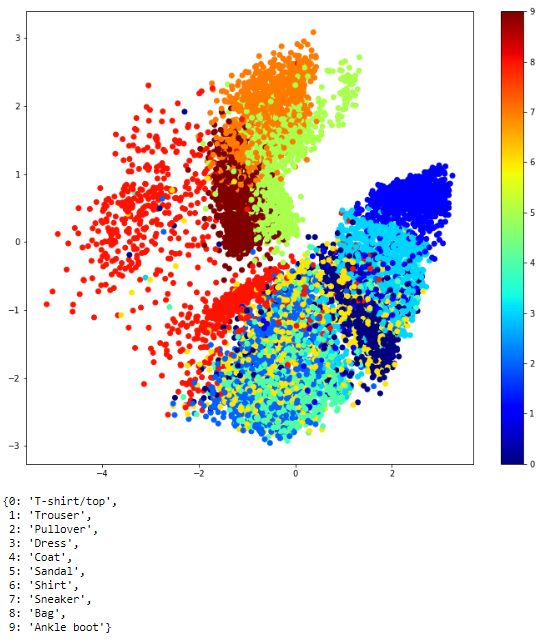 3
2
1
0
−1
−2
−3
−4
−2
0
2
9
8
7
6
5
4
3
2
1
0
{0: 'T-shirt/top',
1: 'Trouser',
2: 'Pullover',
3: 'Dress',
4: 'Coat',
5: 'Sandal',
6: 'Shirt',
7: 'Sneaker',
8: 'Bag',
9: 'Ankle boot'}